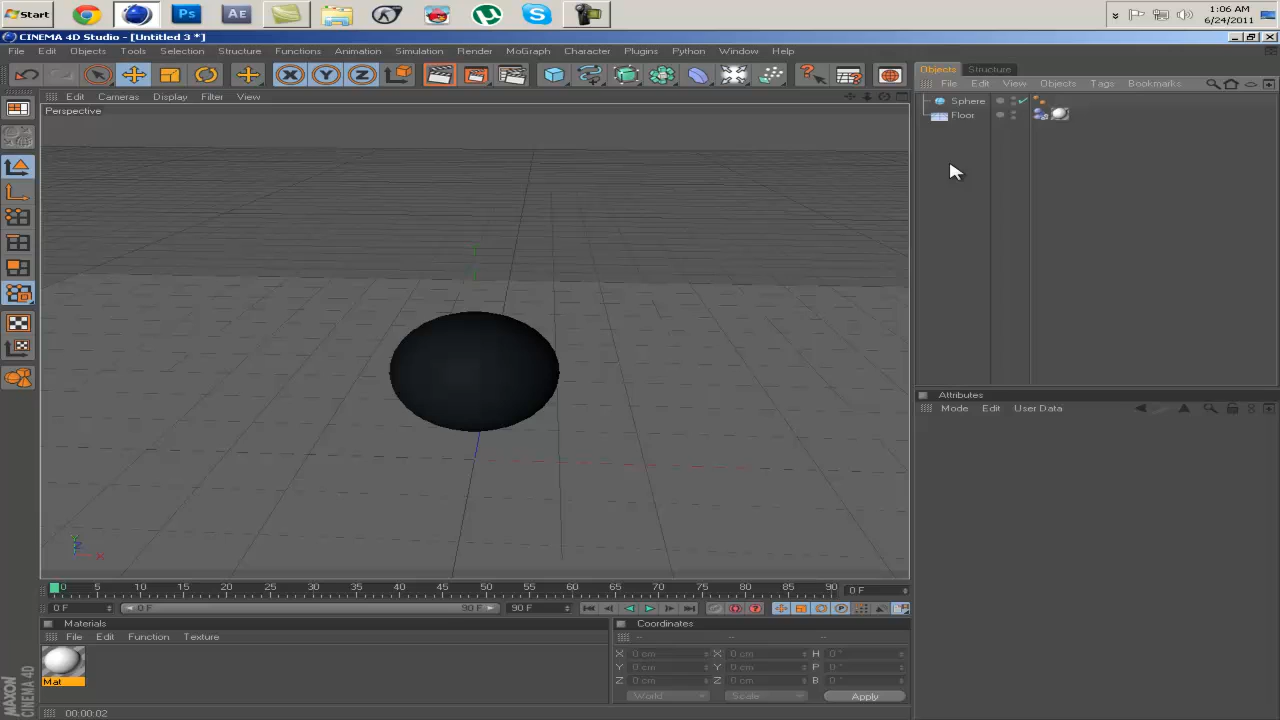 Start
Ps
Ae
1:06 AM
6/24/2011
CINEMA 4D Studio - [Untitled 3 *]
File Edit Objects Tools Selection Structure Functions Animation Simulation Render MoGraph Character Plugins Python Window Help
X Y Z
Objects Structure
File Edit View Objects Tags Bookmarks
Edit Cameras Display Filter View
Perspective
Sphere
Floor
Attributes
Mode Edit User Data
Y
Z
X
0 5 10 15 20 25 30 35 40 45 50 55 60 65 70 75 80 85 90 0 F
0 F 0 F 90 F 90 F
Materials
File Edit Function Texture
Mat
Coordinates
-- -- --
X 0 cm X 0 cm H 0 °
Y 0 cm Y 0 cm P 0 °
Z 0 cm Z 0 cm B 0 °
World Scale Apply
MAXON CINEMA 4D
00:00:02